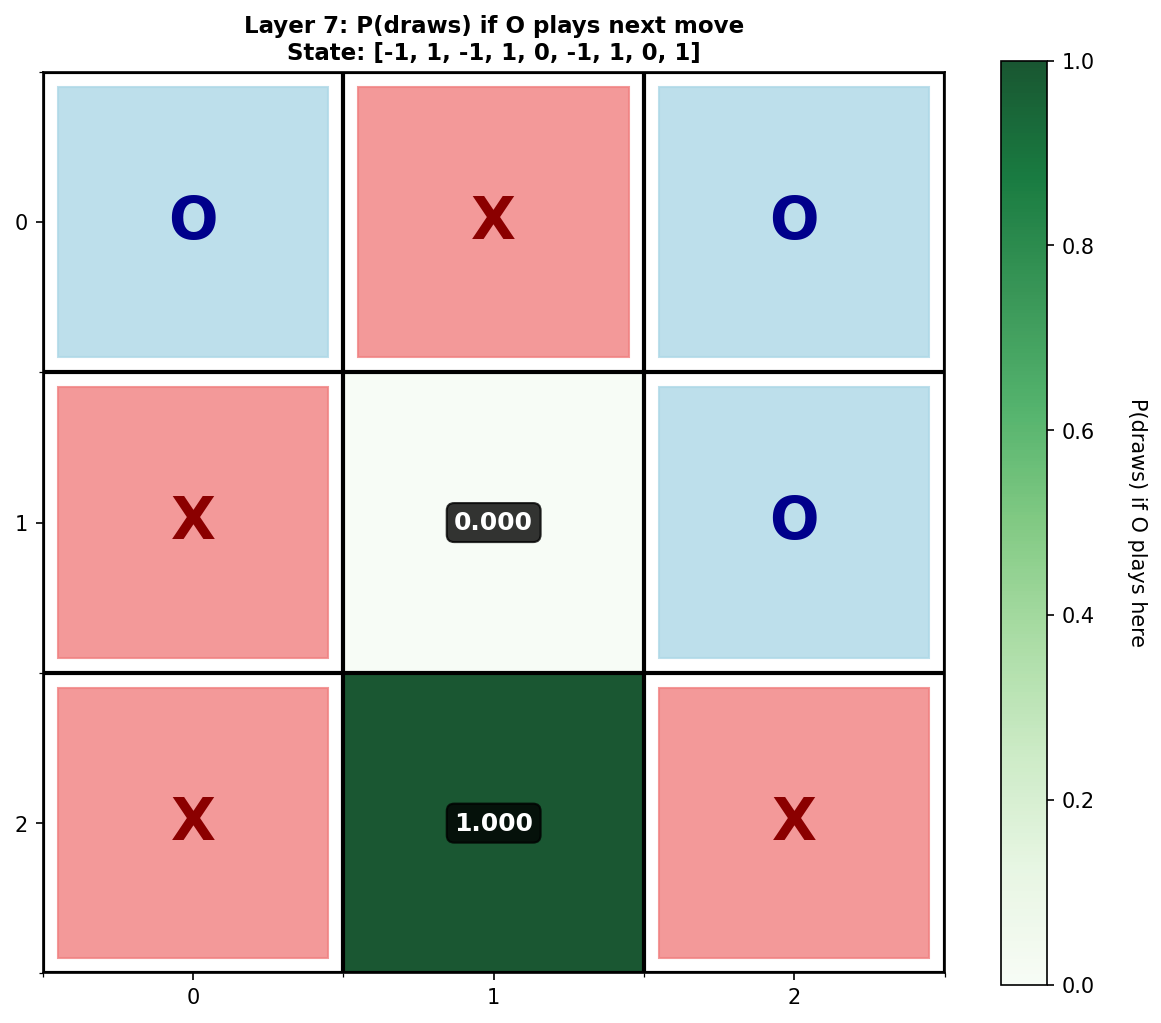 Layer 7: P(draws) if O plays next move
State: [-1, 1, -1, 1, 0, -1, 1, 0, 1]
1.0
0 O X O
0.8
P(draws) if O plays here
0.6
1 X 0.000 O
0.4
0.2
2 X 1.000 X
0.0
0 1 2